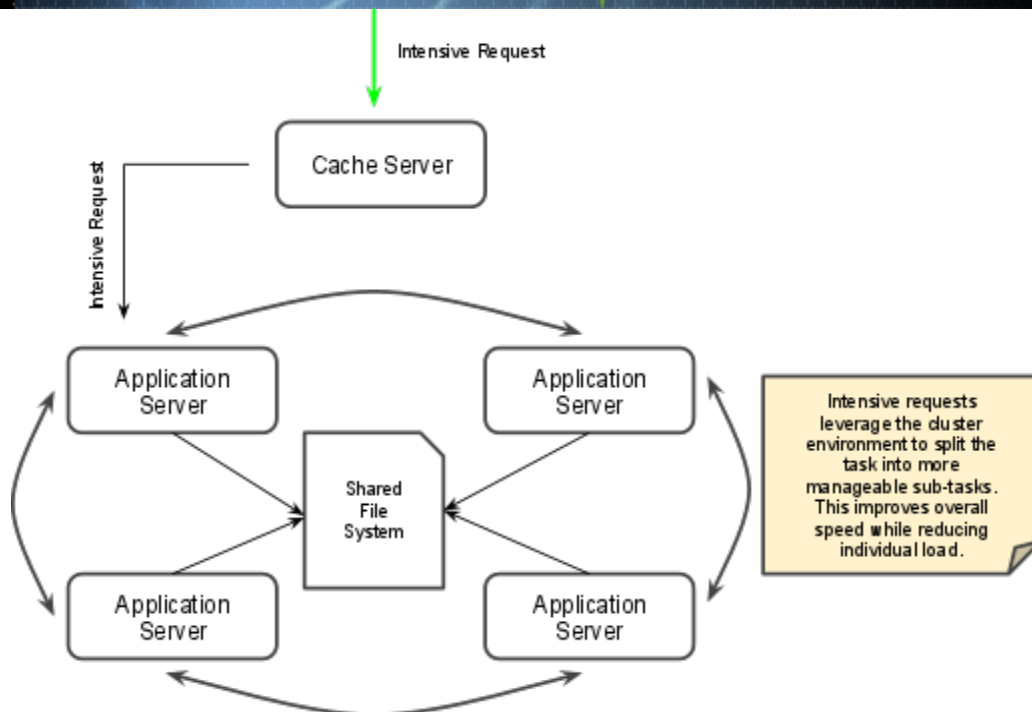 Intensive Request
Cache Server
Intensive Request
Application
Server
Application
Server
Shared
File
System
Intensive requests
leverage the cluster
environment to split the
task into more
manageable sub-tasks.
This improves overall
speed while reducing
individual load.
Application
Server
Application
Server